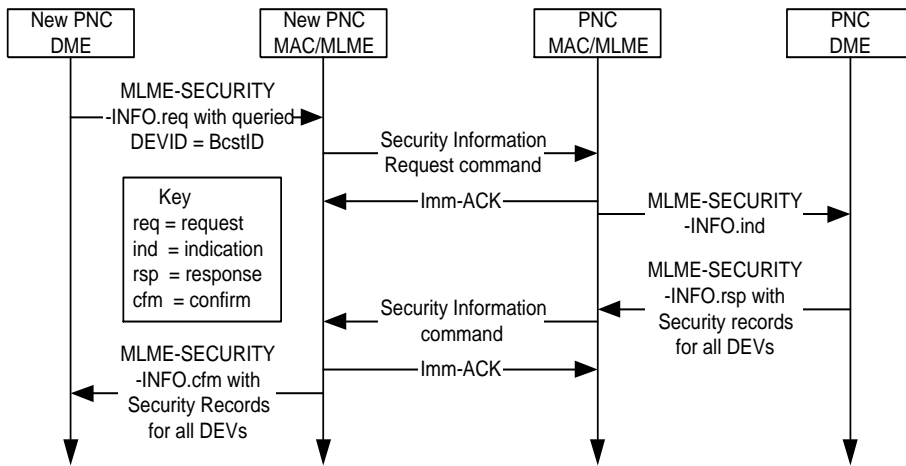 New PNC
DME
New PNC
MAC/MLME
PNC
MAC/MLME
PNC
DME
MLME-SECURITY
-INFO.req with queried
DEVID = BcstID
Security Information
Request command
Imm-ACK
MLME-SECURITY
-INFO.ind
Key
req = request
ind = indication
rsp = response
cfm = confirm
MLME-SECURITY
-INFO.rsp with
Security records
for all DEVs
Security Information
command
Imm-ACK
MLME-SECURITY
-INFO.cfm with
Security Records
for all DEVs